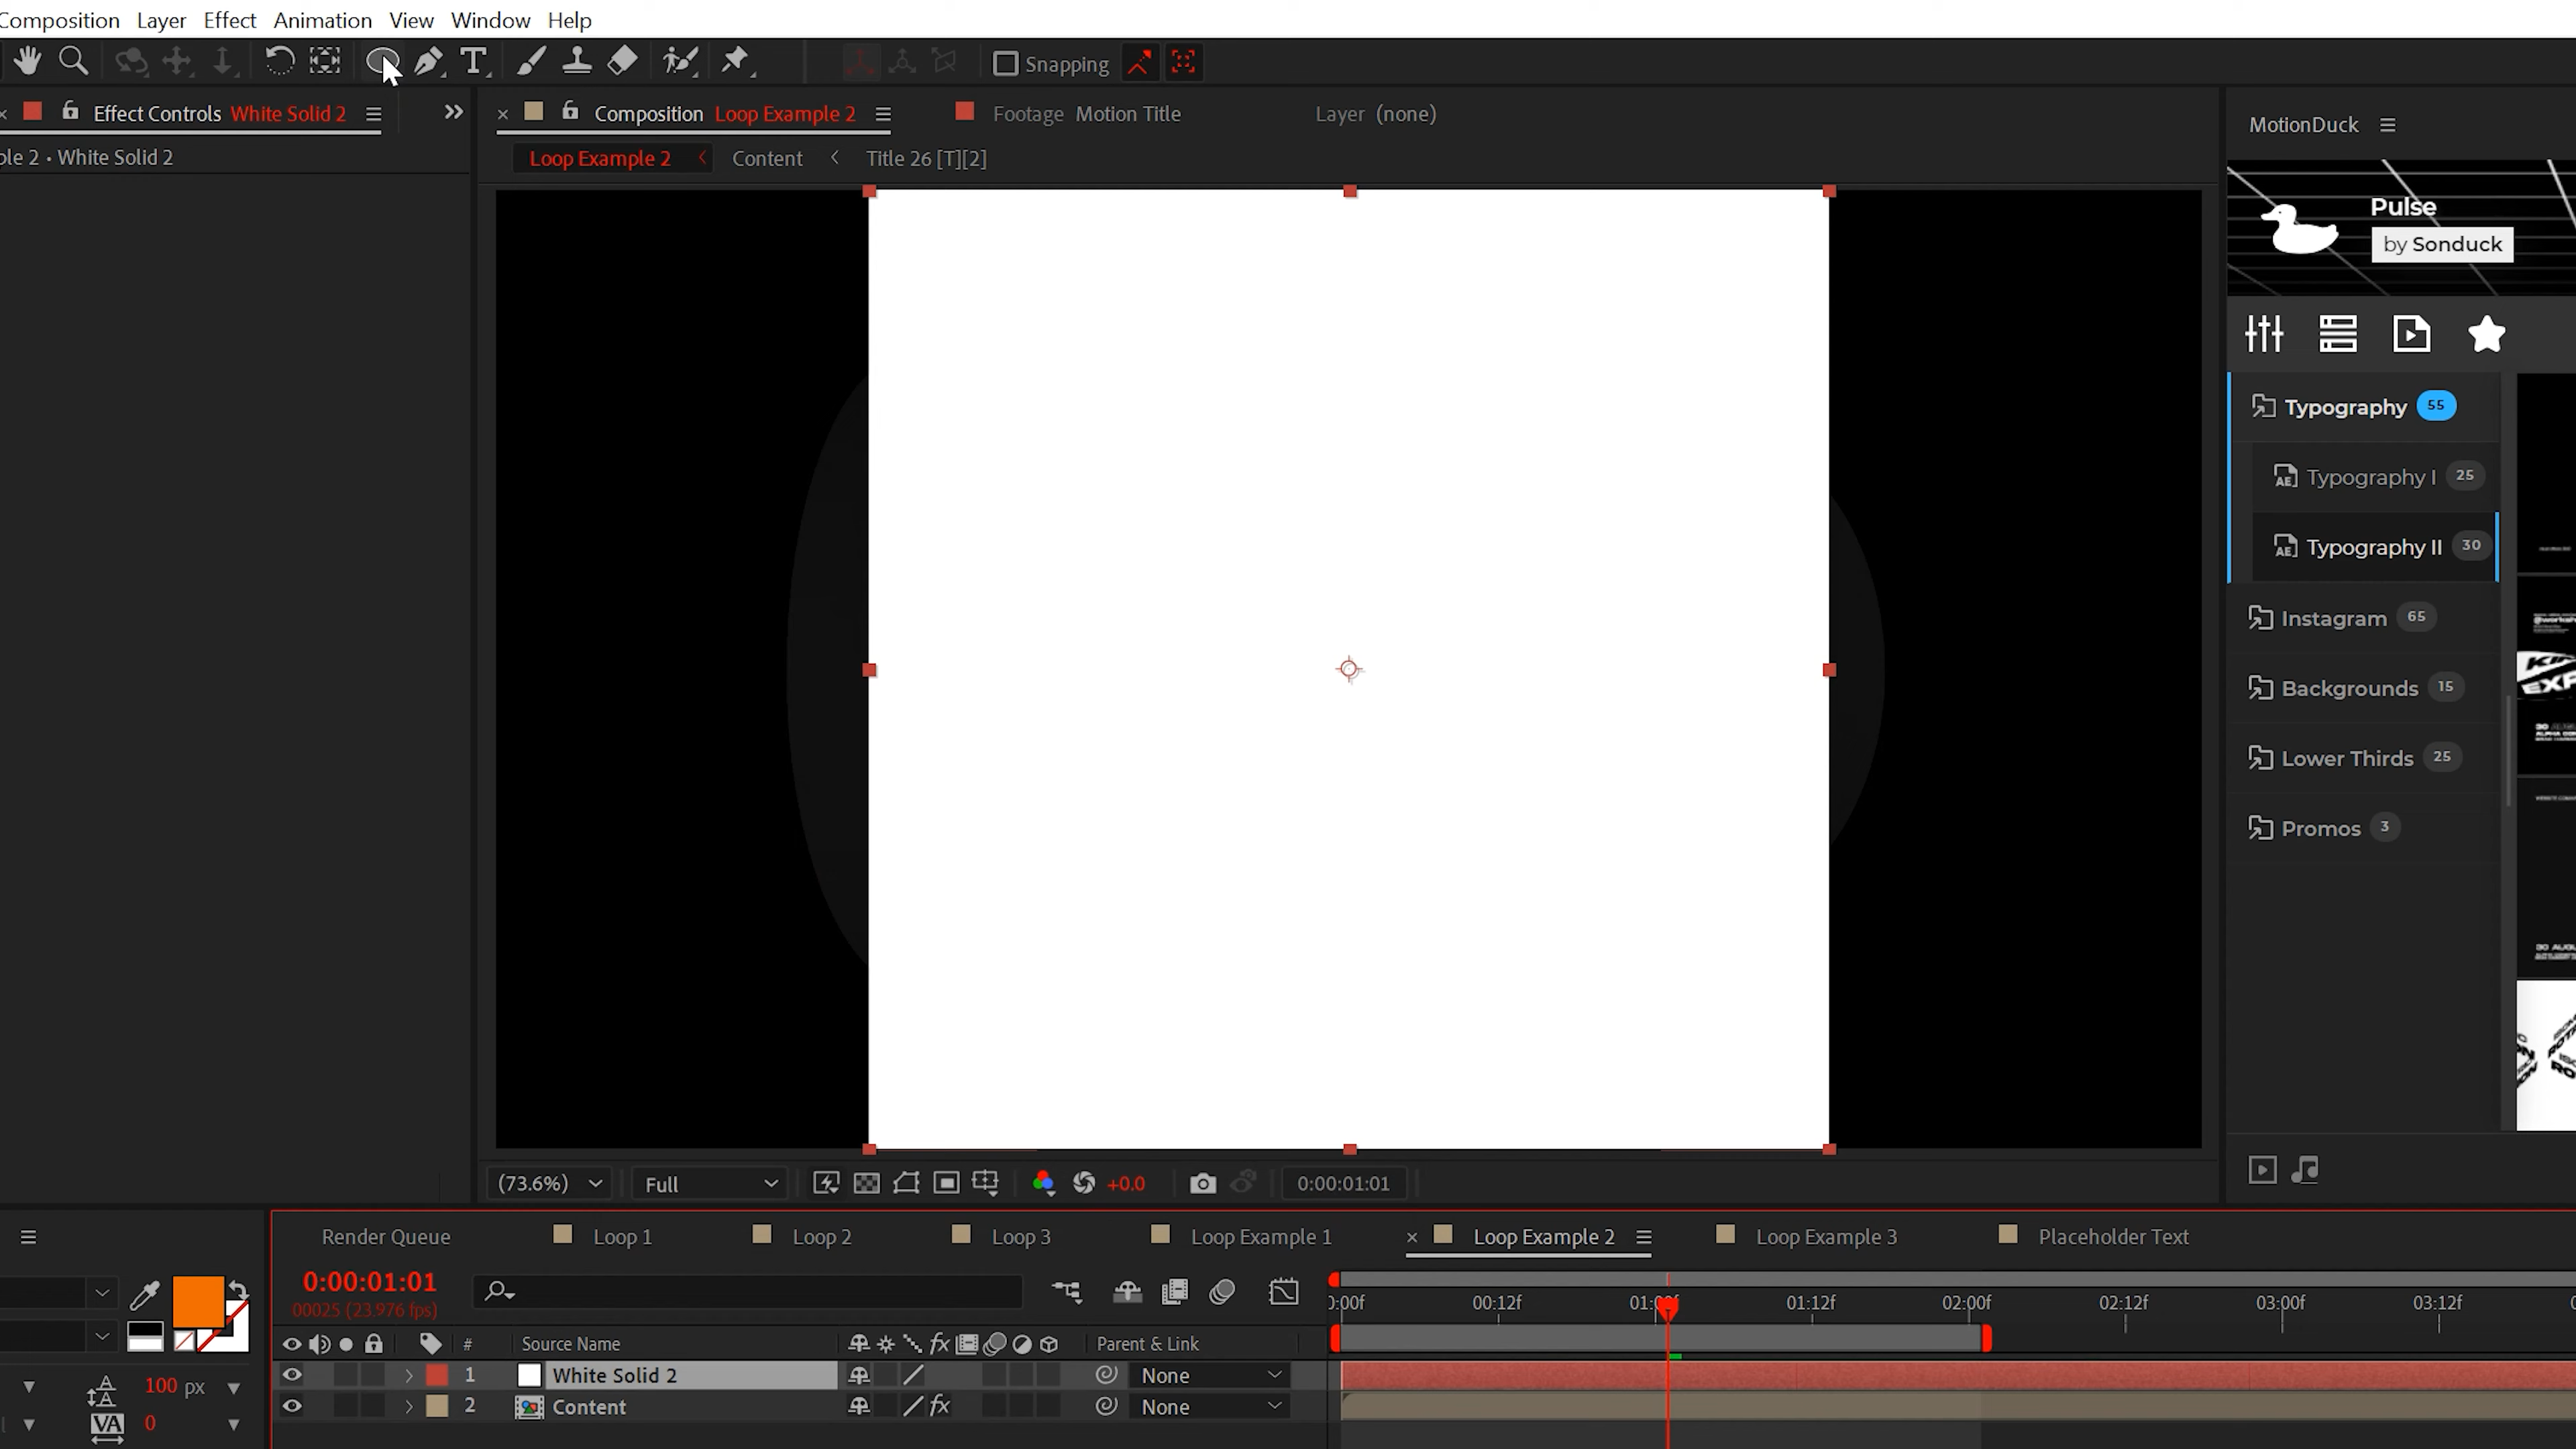 Composition Layer Effect Animation View Window Help
Snapping
Effect Controls White Solid 2
Composition Loop Example 2
Footage Motion Title
Layer (none)
MotionDuck
ple 2 • White Solid 2
Loop Example 2 Content Title 26 [T][2]
Pulse
by Sonduck
Typography 55
Typography I 25
Typography II 30
Instagram 65
Backgrounds 15
Lower Thirds 25
Promos 3
(73.6%) Full +0.0 0:00:01:01
Render Queue Loop 1 Loop 2 Loop 3 Loop Example 1 Loop Example 2 Loop Example 3 Placeholder Text
0:00:01:01
00025 (23.976 fps)
0:00f 00:12f 01:00f 01:12f 02:00f 02:12f 03:00f 03:12f
# Source Name fx Parent & Link
1 White Solid 2 None
2 Content fx None
100 px
VA 0